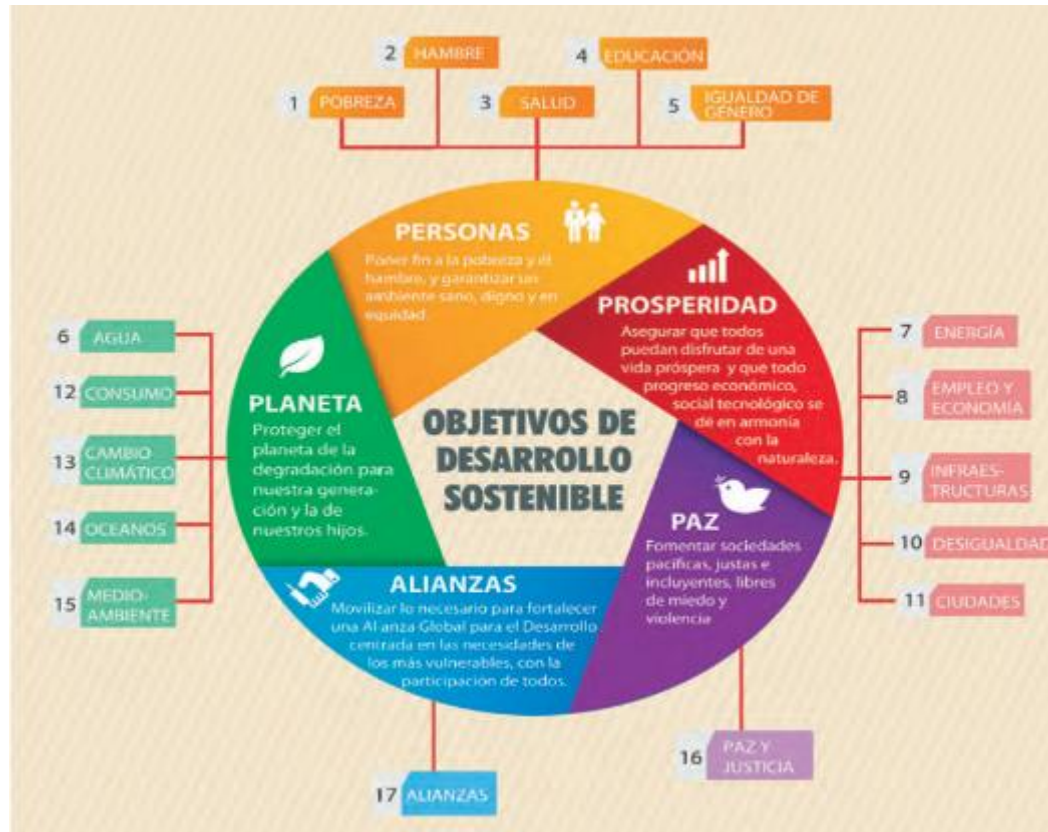 2 HAMBRE
4 EDUCACIÓN
1 POBREZA
3 SALUD
5 IGUALDAD DE
GÉNERO
PERSONAS
Poner fin a la pobreza y el
hambre, y garantizar un
ambiente sano, digno y en
equidad
PROSPERIDAD
Asegurar que todos
puedan disfrutar de una
vida próspera y que todo
progreso económico,
social tecnológico se
dé en armonía
con la
naturaleza.
6 AGUA
12 CONSUMO
13 CAMBIO
CLIMÁTICO
14 OCEANOS
15 MEDIO-
AMBIENTE
PLANETA
Proteger el
planeta de la
degradación para
nuestra genera-
ción y la de
nuestros hijos.
OBJETIVOS DE
DESARROLLO
SOSTENIBLE
7 ENERGÍA
8 EMPLEO Y
ECONOMÍA
9 INFRAES-
TRUCTURAS
10 DESIGUALDAD
11 CIUDADES
PAZ
Fomentar sociedades
pacíficas, justas e
incluyentes, libres
de miedo y
violencia
ALIANZAS
Movilizar lo necesario para fortalecer
una Al anza Global para el Desarrollo
centrada en las necesidades de
los más vulnerables, con la
participación de todos.
16 PAZ Y
JUSTICIA
17 ALIANZAS